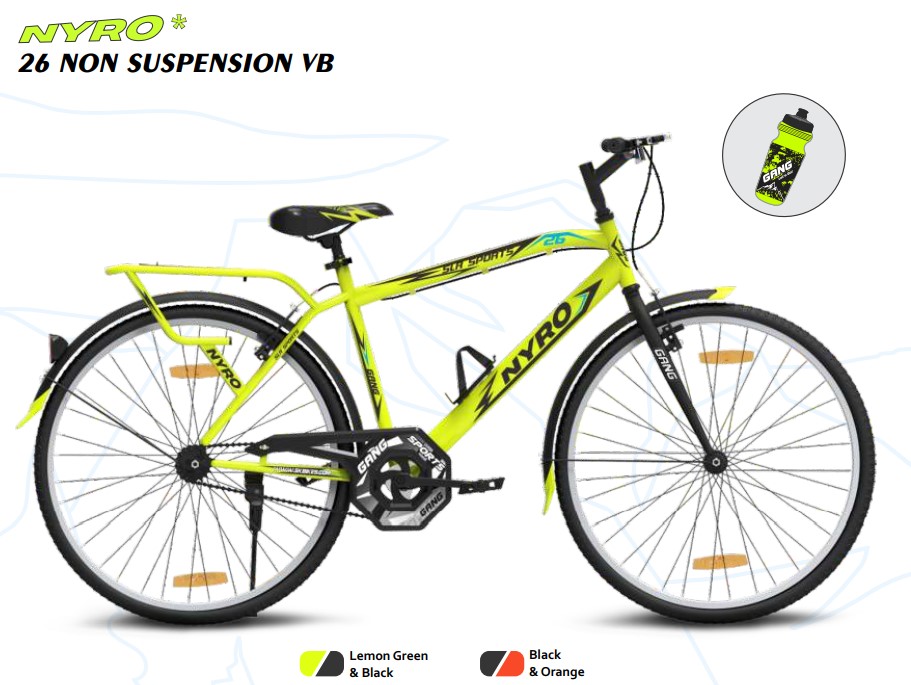 NYRO*
26 NON SUSPENSION VB
GANG
SLR SPORTS
26
NYRO
GANG
NYRO
GANG
GANG
SPORTS
GANG
Lemon Green
& Black
Black
& Orange